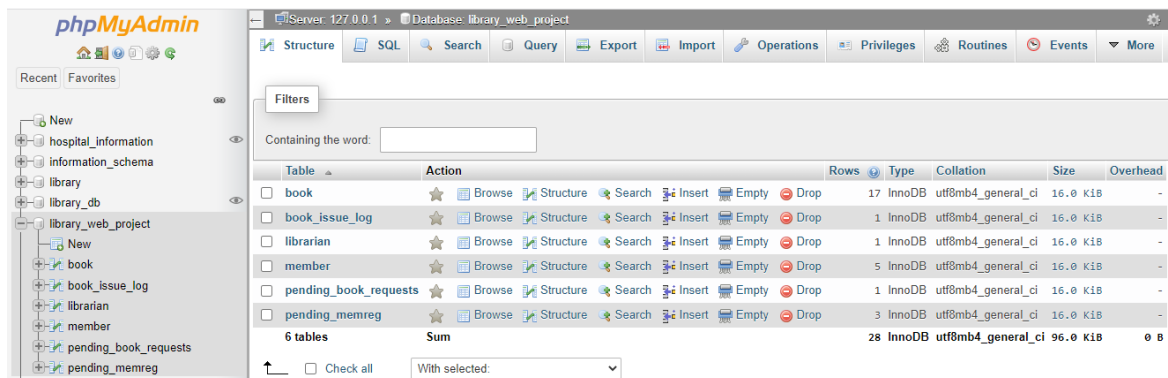 phpMyAdmin
Recent Favorites
New
hospital_information
information_schema
library
library_db
library_web_project
New
book
book_issue_log
librarian
member
pending_book_requests
pending_memreg
Server: 127.0.0.1 » Database: library_web_project
Structure SQL Search Query Export Import Operations Privileges Routines Events More
Filters
Containing the word:
Table Action Rows Type Collation Size Overhead
book Browse Structure Search Insert Empty Drop 17 InnoDB utf8mb4_general_ci 16.0 KiB -
book_issue_log Browse Structure Search Insert Empty Drop 1 InnoDB utf8mb4_general_ci 16.0 KiB -
librarian Browse Structure Search Insert Empty Drop 1 InnoDB utf8mb4_general_ci 16.0 KiB -
member Browse Structure Search Insert Empty Drop 5 InnoDB utf8mb4_general_ci 16.0 KiB -
pending_book_requests Browse Structure Search Insert Empty Drop 1 InnoDB utf8mb4_general_ci 16.0 KiB -
pending_memreg Browse Structure Search Insert Empty Drop 3 InnoDB utf8mb4_general_ci 16.0 KiB -
6 tables Sum 28 InnoDB utf8mb4_general_ci 96.0 KiB 0 B
Check all With selected: